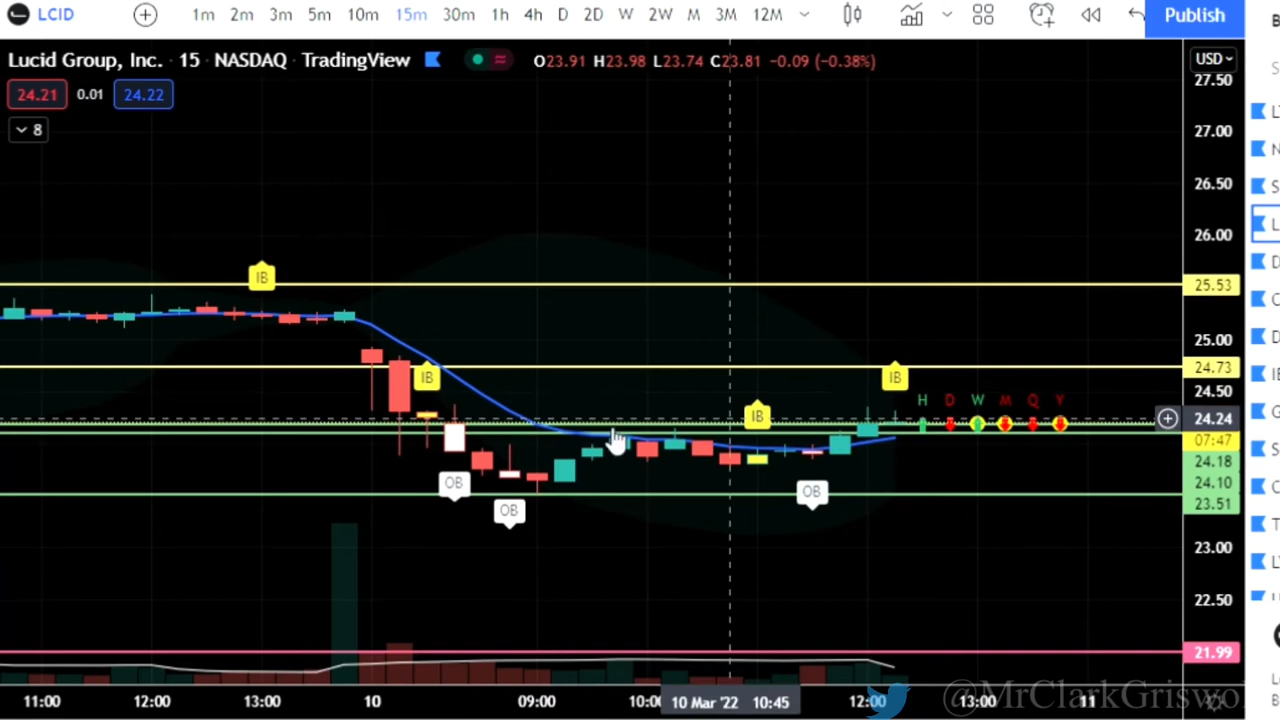 LCID 1m 2m 3m 5m 10m 15m 30m 1h 4h D 2D W 2W M 3M 12M Publish
Lucid Group, Inc. · 15 · NASDAQ · TradingView O23.91 H23.98 L23.74 C23.81 -0.09 (-0.38%) USD
24.21 0.01 24.22
8
27.50
27.00
26.50
26.00
IB
25.53
25.00
24.73
IB IB
24.50
H D W M Q Y
IB
24.24
07:47
24.18
24.10
23.51
OB OB
OB
23.00
22.50
21.99
11:00 12:00 13:00 10 09:00 10:00 10 Mar '22 10:45 12:00 13:00 11
@MrClarkGriswo